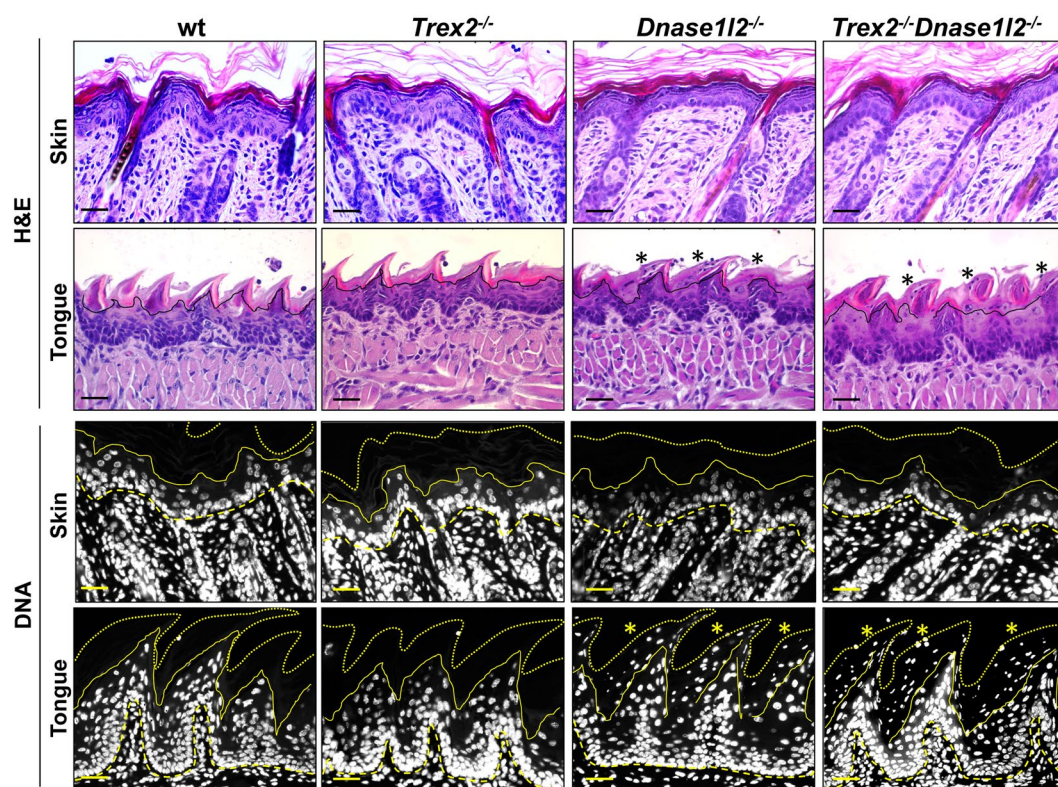 wt
Trex2-/-
Dnase1l2-/-
Trex2-/-Dnase1l2-/-
H&E
Skin
Tongue
* * *
* * *
DNA
Skin
Tongue
* * *
* * *